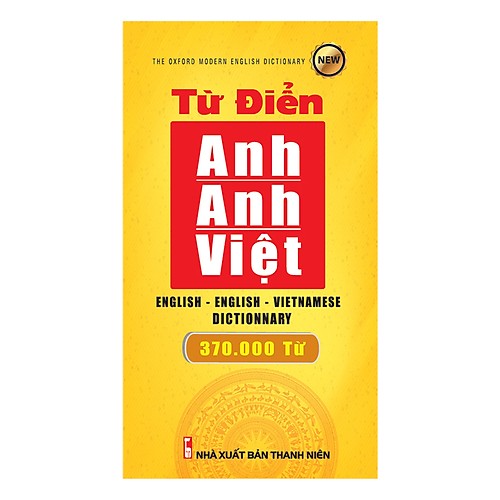 THE OXFORD MODERN ENGLISH DICTIONARY
NEW
Từ Điển
Anh
Anh
Việt
ENGLISH - ENGLISH - VIETNAMESE
DICTIONNARY
370.000 Từ
NHÀ XUẤT BẢN THANH NIÊN